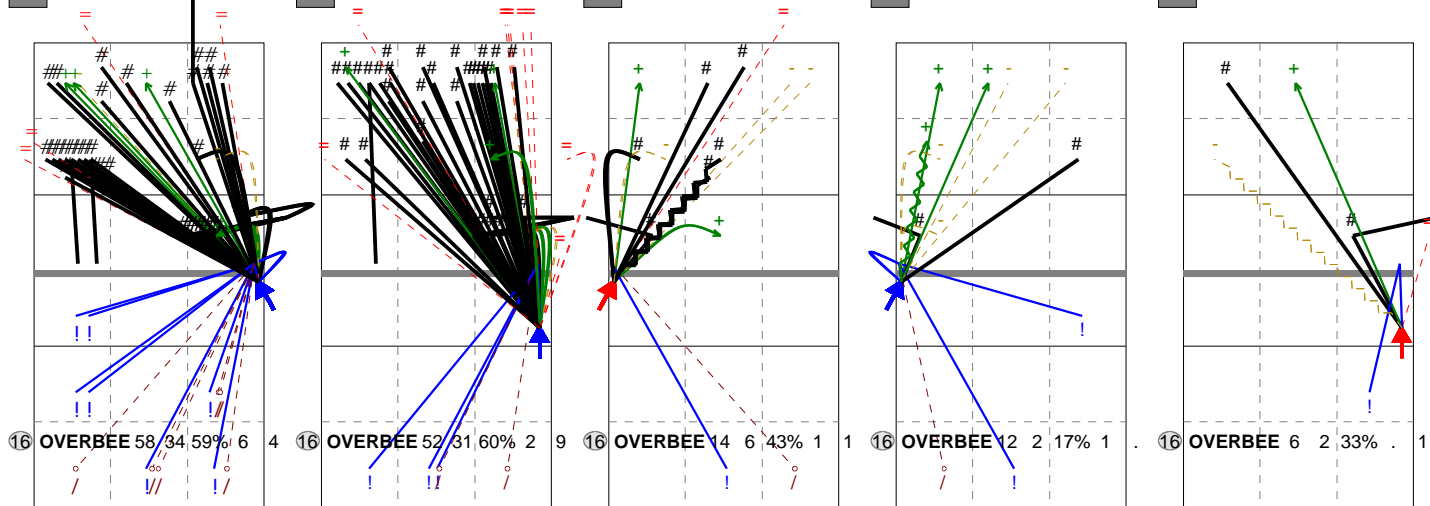 16 OVERBEE 58 34 59% 6 4
16 OVERBEE 52 31 60% 2 9
16 OVERBEE 14 6 43% 1 1
16 OVERBEE 12 2 17% 1 .
16 OVERBEE 6 2 33% . 1